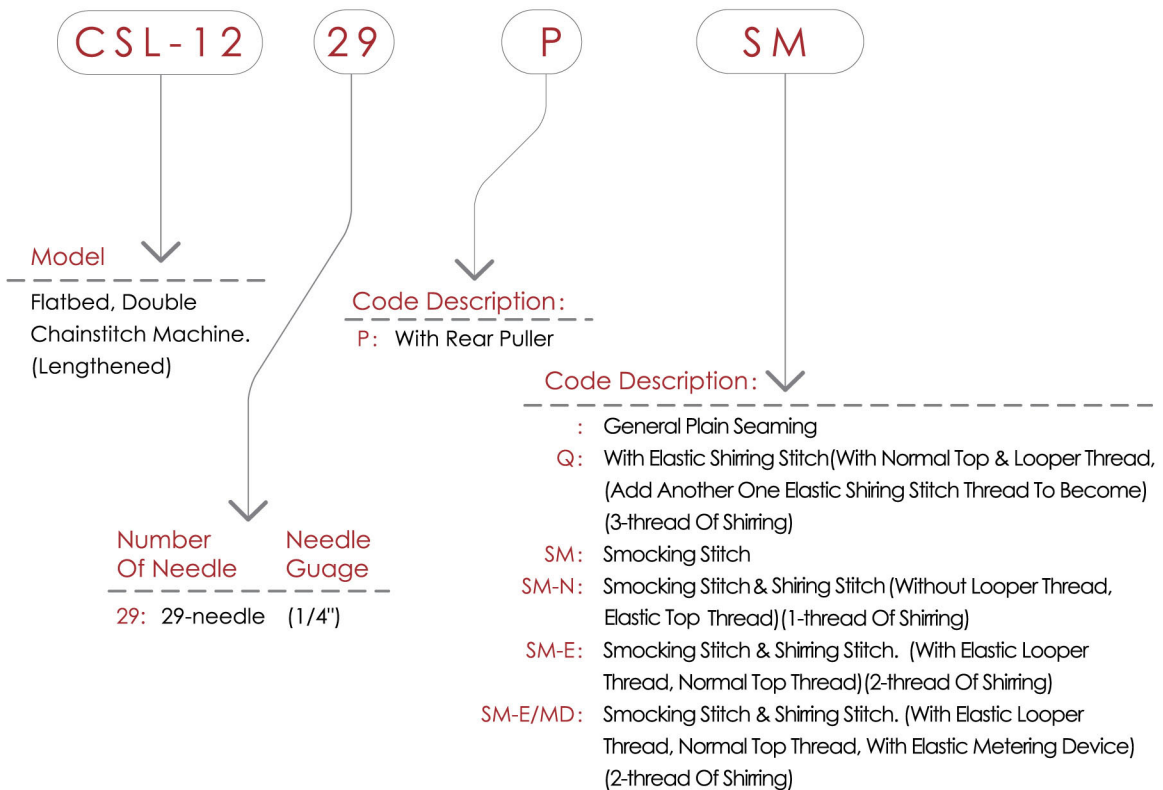 CSL-12 29 P SM
Model
Flatbed, Double
Chainstitch Machine.
(Lengthened)
Number Of Needle
Needle Guage
29: 29-needle (1/4")
Code Description:
P: With Rear Puller
Code Description:
: General Plain Seaming
Q: With Elastic Shirring Stitch(With Normal Top & Looper Thread,
(Add Another One Elastic Shiring Stitch Thread To Become)
(3-thread Of Shirring)
SM: Smocking Stitch
SM-N: Smocking Stitch & Shiring Stitch (Without Looper Thread,
Elastic Top Thread)(1-thread Of Shirring)
SM-E: Smocking Stitch & Shirring Stitch. (With Elastic Looper
Thread, Normal Top Thread)(2-thread Of Shirring)
SM-E/MD: Smocking Stitch & Shirring Stitch. (With Elastic Looper
Thread, Normal Top Thread, With Elastic Metering Device)
(2-thread Of Shirring)